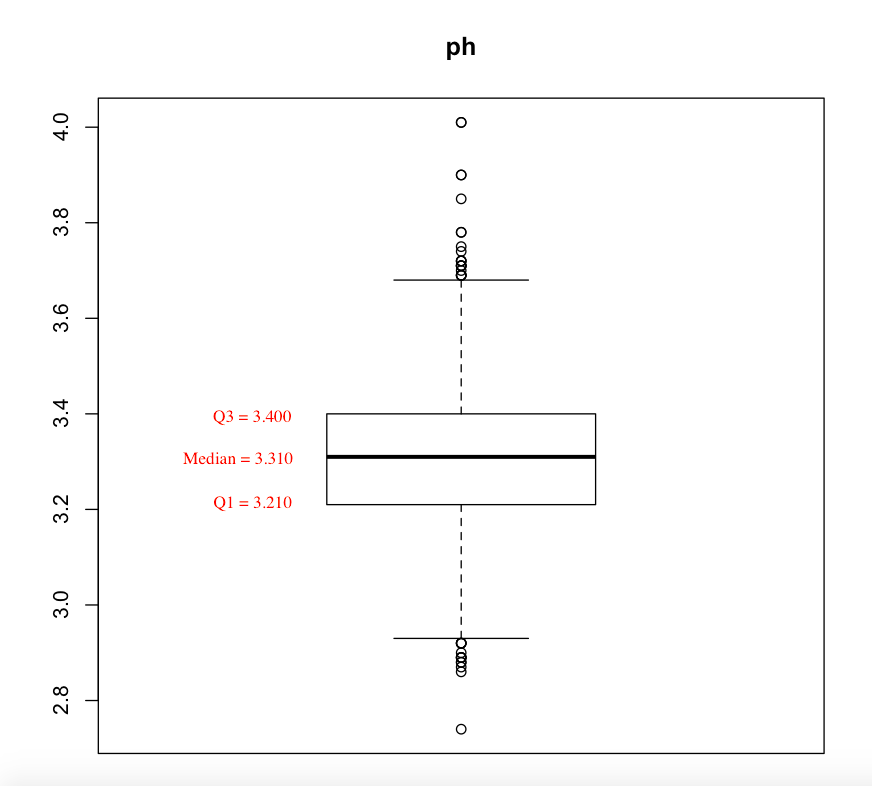 ph
4.0
3.8
3.6
3.4
Q3 = 3.400
Median = 3.310
Q1 = 3.210
3.2
3.0
2.8